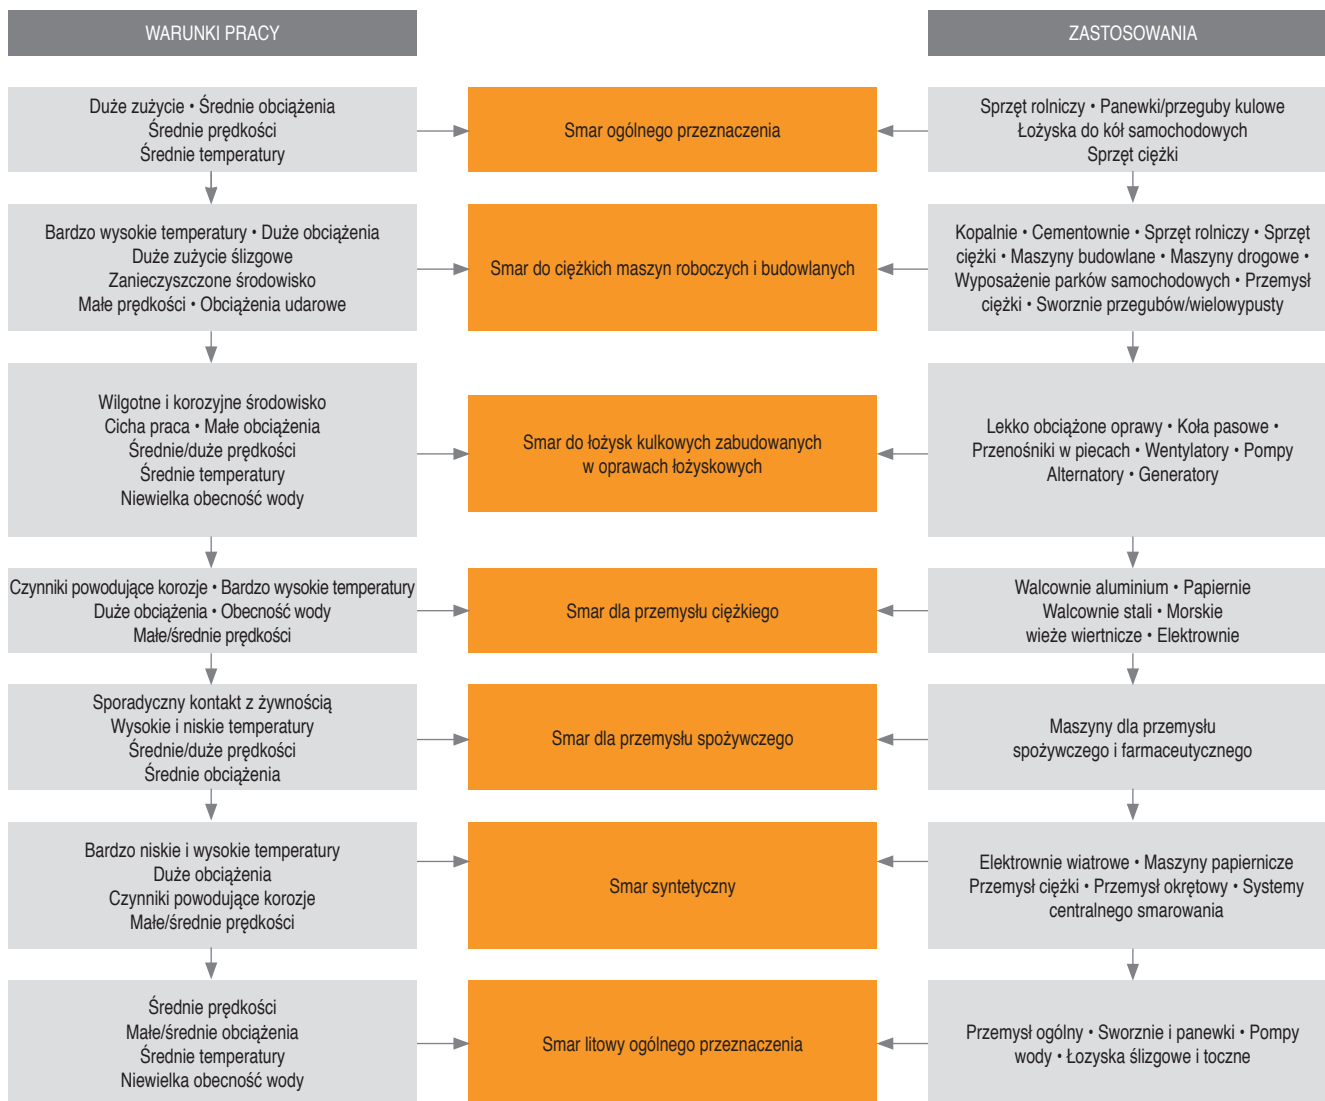 WARUNKI PRACY
ZASTOSOWANIA
Duże zużycie • Średnie obciążenia
Średnie prędkości
Średnie temperatury
Smar ogólnego przeznaczenia
Sprzęt rolniczy • Panewki/przeguby kulowe
Łożyska do kół samochodowych
Sprzęt ciężki
Bardzo wysokie temperatury • Duże obciążenia
Duże zużycie ślizgowe
Zanieczyszczone środowisko
Małe prędkości • Obciążenia udarowe
Smar do ciężkich maszyn roboczych i budowlanych
Kopalnie • Cementownie • Sprzęt rolniczy • Sprzęt
ciężki • Maszyny budowlane • Maszyny drogowe •
Wyposażenie parków samochodowych • Przemysł
ciężki • Sworznie przegubów/wielowypusty
Wilgotne i korozyjne środowisko
Cicha praca • Małe obciążenia
Średnie/duże prędkości
Średnie temperatury
Niewielka obecność wody
Smar do łożysk kulkowych zabudowanych
w oprawach łożyskowych
Lekko obciążone oprawy • Koła pasowe •
Przenośniki w piecach • Wentylatory • Pompy
Alternatory • Generatory
Czynniki powodujące korozje • Bardzo wysokie temperatury
Duże obciążenia • Obecność wody
Małe/średnie prędkości
Smar dla przemysłu ciężkiego
Walcownie aluminium • Papiernie
Walcownie stali • Morskie
wieże wiertnicze • Elektrownie
Sporadyczny kontakt z żywnością
Wysokie i niskie temperatury
Średnie/duże prędkości
Średnie obciążenia
Smar dla przemysłu spożywczego
Maszyny dla przemysłu
spożywczego i farmaceutycznego
Bardzo niskie i wysokie temperatury
Duże obciążenia
Czynniki powodujące korozje
Małe/średnie prędkości
Smar syntetyczny
Elektrownie wiatrowe • Maszyny papiernicze
Przemysł ciężki • Przemysł okrętowy • Systemy
centralnego smarowania
Średnie prędkości
Małe/średnie obciążenia
Średnie temperatury
Niewielka obecność wody
Smar litowy ogólnego przeznaczenia
Przemysł ogólny • Sworznie i panewki • Pompy
wody • Łozyska ślizgowe i toczne